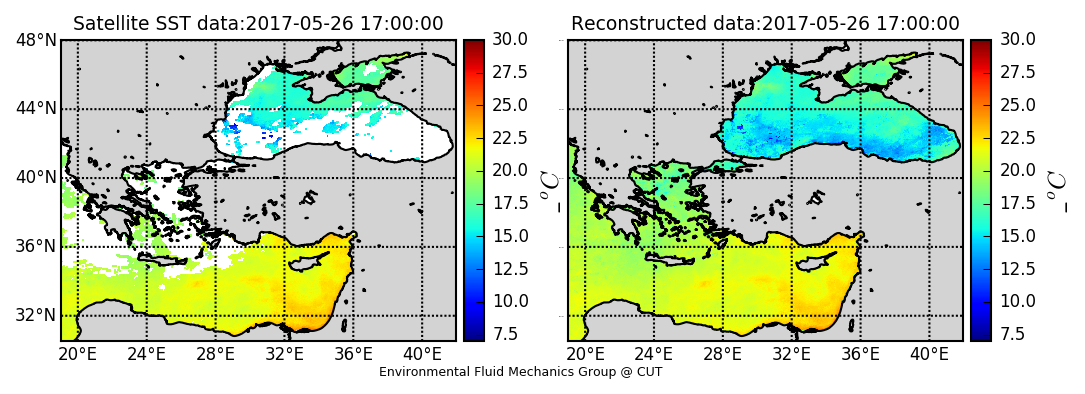 Satellite SST data:2017-05-26 17:00:00
48°N
44°N
40°N
36°N
32°N
20°E 24°E 28°E 32°E 36°E 40°E
30.0
27.5
25.0
22.5
20.0
17.5
15.0
12.5
10.0
7.5
_ °C
Reconstructed data:2017-05-26 17:00:00
20°E 24°E 28°E 32°E 36°E 40°E
30.0
27.5
25.0
22.5
20.0
17.5
15.0
12.5
10.0
7.5
_ °C
Environmental Fluid Mechanics Group @ CUT